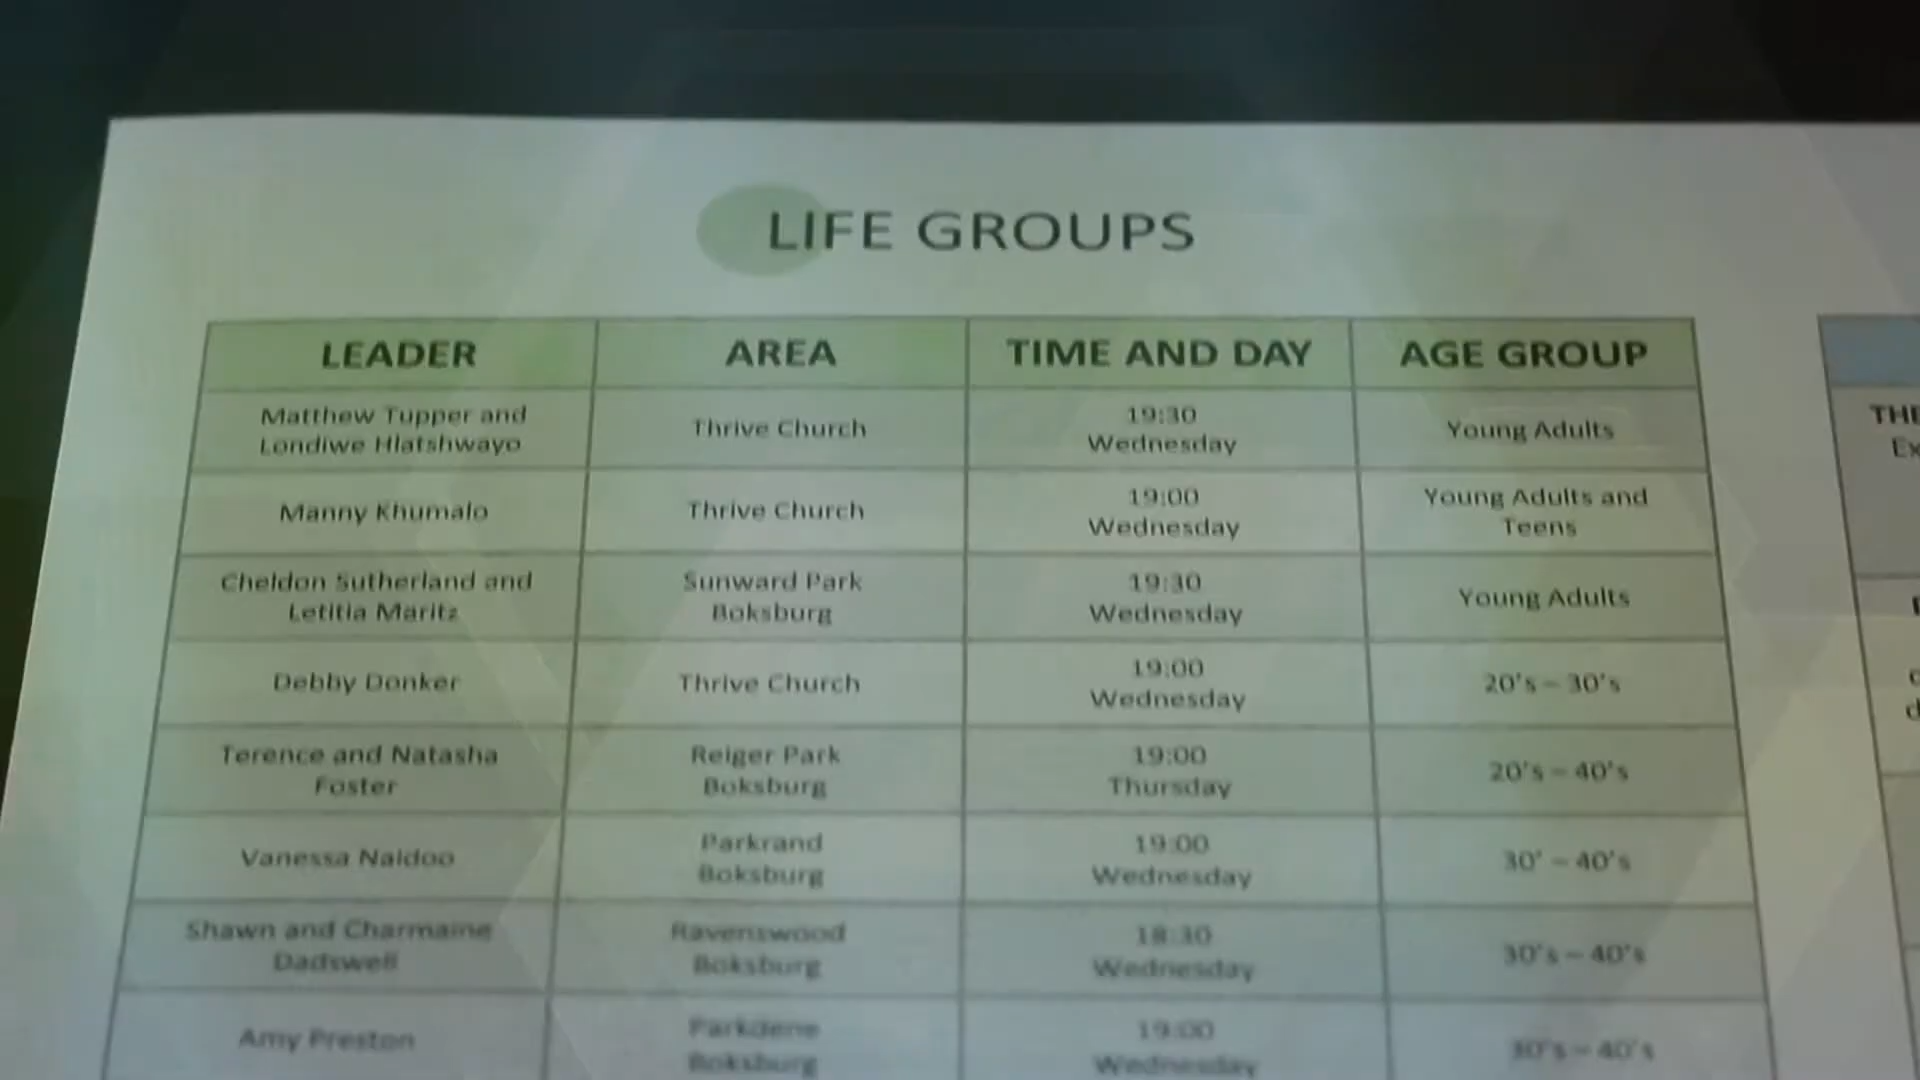 LIFE GROUPS
LEADER AREA TIME AND DAY AGE GROUP
Matthew Tupper and
Londiwe Hlatshwayo
Thrive Church
19:30
Wednesday
Young Adults
Manny Khumalo
Thrive Church
19:00
Wednesday
Young Adults and
Teens
Cheldon Sutherland and
Letitia Maritz
Sunward Park
Boksburg
19:30
Wednesday
Young Adults
Debby Donker
Thrive Church
19:00
Wednesday
20's – 30's
Terence and Natasha
Foster
Reiger Park
Boksburg
19:00
Thursday
20's – 40's
Vanessa Naidoo
Parkrand
Boksburg
19:00
Wednesday
30' – 40's
Shawn and Charmaine
Dadswell
Ravenswood
Boksburg
18:30
Wednesday
30's – 40's
Amy Preston
Parkdene
Boksburg
19:00
Wednesday
30's – 40's